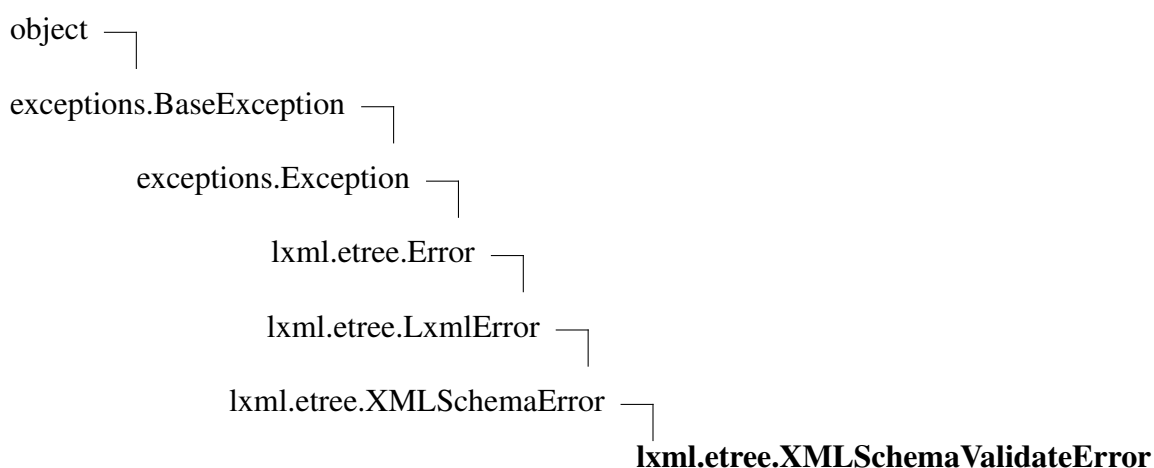 object
exceptions.BaseException
exceptions.Exception
lxml.etree.Error
lxml.etree.LxmlError
lxml.etree.XMLSchemaError
lxml.etree.XMLSchemaValidateError